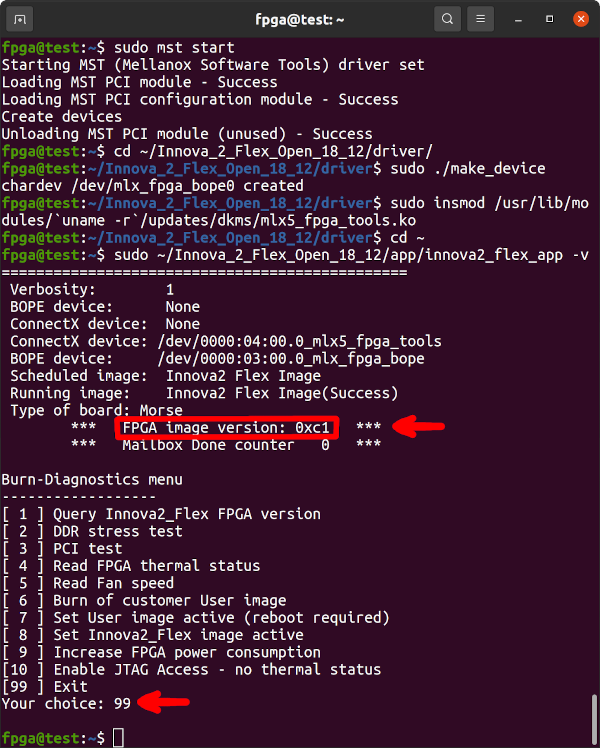 fpga@test: ~
fpga@test:~$ sudo mst start
Starting MST (Mellanox Software Tools) driver set
Loading MST PCI module - Success
Loading MST PCI configuration module - Success
Create devices
Unloading MST PCI module (unused) - Success
fpga@test:~$ cd ~/Innova_2_Flex_Open_18_12/driver/
fpga@test:~/Innova_2_Flex_Open_18_12/driver$ sudo ./make_device
chardev /dev/mlx_fpga_bope0 created
fpga@test:~/Innova_2_Flex_Open_18_12/driver$ sudo insmod /usr/lib/mo
dules/`uname -r`/updates/dkms/mlx5_fpga_tools.ko
fpga@test:~/Innova_2_Flex_Open_18_12/driver$ cd ~
fpga@test:~$ sudo ~/Innova_2_Flex_Open_18_12/app/innova2_flex_app -v
===============================================
Verbosity: 1
BOPE device: None
ConnectX device: None
ConnectX device: /dev/0000:04:00.0_mlx5_fpga_tools
BOPE device: /dev/0000:03:00.0_mlx_fpga_bope
Scheduled image: Innova2 Flex Image
Running image: Innova2 Flex Image(Success)
Type of board: Morse
*** FPGA image version: 0xc1 ***
*** Mailbox Done counter 0 ***
Burn-Diagnostics menu
------------------
[ 1 ] Query Innova2_Flex FPGA version
[ 2 ] DDR stress test
[ 3 ] PCI test
[ 4 ] Read FPGA thermal status
[ 5 ] Read Fan speed
[ 6 ] Burn of customer User image
[ 7 ] Set User image active (reboot required)
[ 8 ] Set Innova2_Flex image active
[ 9 ] Increase FPGA power consumption
[10 ] Enable JTAG Access - no thermal status
[99 ] Exit
Your choice: 99
fpga@test:~$